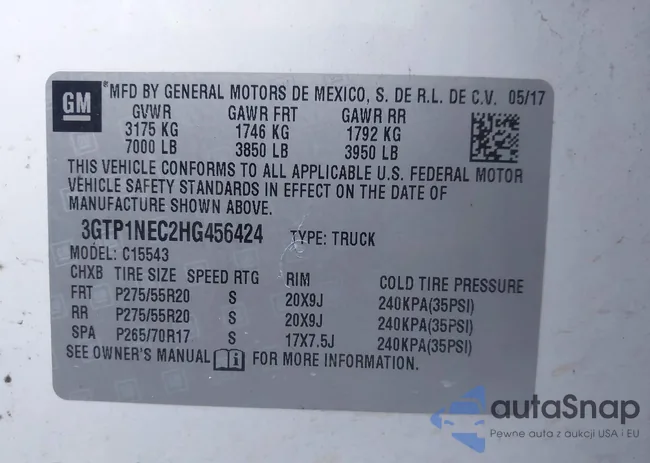 GM
*MFD BY GENERAL MOTORS DE MEXICO, S. DE R.L. DE C.V. 05/17
GVWR GAWR FRT GAWR RR
3175 KG 1746 KG 1792 KG
7000 LB 3850 LB 3950 LB
THIS VEHICLE CONFORMS TO ALL APPLICABLE U.S. FEDERAL MOTOR
VEHICLE SAFETY STANDARDS IN EFFECT ON THE DATE OF
MANUFACTURE SHOWN ABOVE.
3GTP1NEC2HG456424 TYPE: TRUCK
MODEL: C15543
CHXB TIRE SIZE SPEED RTG RIM COLD TIRE PRESSURE
FRT P275/55R20 S 20X9J 240KPA(35PSI)
RR P275/55R20 S 20X9J 240KPA(35PSI)
SPA P265/70R17 S 17X7.5J 240KPA(35PSI)
SEE OWNER'S MANUAL FOR MORE INFORMATION.
autaSnap
Pewne auta z aukcji USA i EU